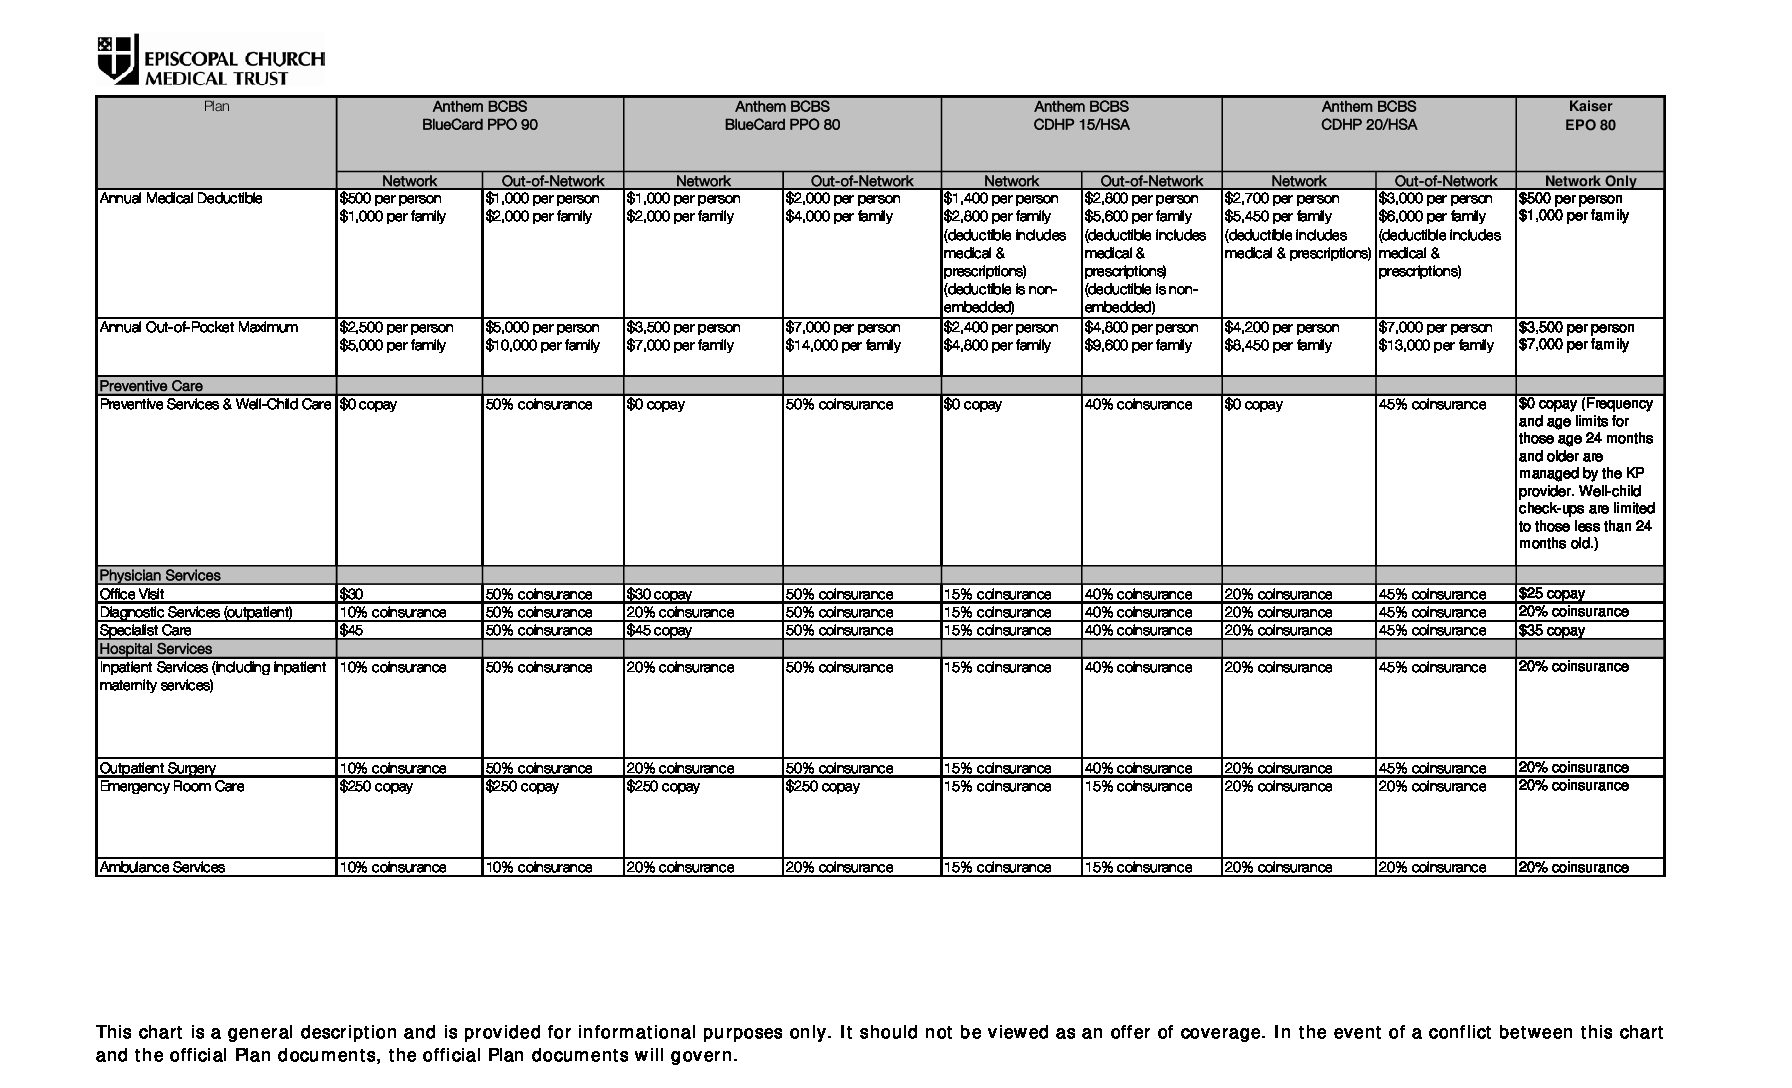 EPISCOPAL CHURCH
MEDICAL TRUST
Plan
Anthem BCBS
BlueCard PPO 90
Anthem BCBS
BlueCard PPO 80
Anthem BCBS
CDHP 15/HSA
Anthem BCBS
CDHP 20/HSA
Kaiser
EPO 80
Network
Out-of-Network
Network
Out-of-Network
Network
Out-of-Network
Network
Out-of-Network
Network Only
Annual Medical Deductible
$500 per person
$1,000 per family
$1,000 per person
$2,000 per family
$1,000 per person
$2,000 per family
$2,000 per person
$4,000 per family
$1,400 per person
$2,800 per family
(deductible includes
medical &
prescriptions)
(deductible is non-
embedded)
$2,800 per person
$5,600 per family
(deductible includes
medical &
prescriptions)
(deductible is non-
embedded)
$2,700 per person
$5,450 per family
(deductible includes
medical & prescriptions)
$3,000 per person
$6,000 per family
(deductible includes
medical &
prescriptions)
$500 per person
$1,000 per family
Annual Out-of-Pocket Maximum
$2,500 per person
$5,000 per family
$5,000 per person
$10,000 per family
$3,500 per person
$7,000 per family
$7,000 per person
$14,000 per family
$2,400 per person
$4,800 per family
$4,800 per person
$9,600 per family
$4,200 per person
$8,450 per family
$7,000 per person
$13,000 per family
$3,500 per person
$7,000 per family
Preventive Care
Preventive Services & Well-Child Care
$0 copay
50% coinsurance
$0 copay
50% coinsurance
$0 copay
40% coinsurance
$0 copay
45% coinsurance
$0 copay (Frequency
and age limits for
those age 24 months
and older are
managed by the KP
provider. Well-child
check-ups are limited
to those less than 24
months old.)
Physician Services
Office Visit
$30
50% coinsurance
$30 copay
50% coinsurance
15% coinsurance
40% coinsurance
20% coinsurance
45% coinsurance
$25 copay
Diagnostic Services (outpatient)
10% coinsurance
50% coinsurance
20% coinsurance
50% coinsurance
15% coinsurance
40% coinsurance
20% coinsurance
45% coinsurance
20% coinsurance
Specialist Care
$45
50% coinsurance
$45 copay
50% coinsurance
15% coinsurance
40% coinsurance
20% coinsurance
45% coinsurance
$35 copay
Hospital Services
Inpatient Services (including inpatient
maternity services)
10% coinsurance
50% coinsurance
20% coinsurance
50% coinsurance
15% coinsurance
40% coinsurance
20% coinsurance
45% coinsurance
20% coinsurance
Outpatient Surgery
10% coinsurance
50% coinsurance
20% coinsurance
50% coinsurance
15% coinsurance
40% coinsurance
20% coinsurance
45% coinsurance
20% coinsurance
Emergency Room Care
$250 copay
$250 copay
$250 copay
$250 copay
15% coinsurance
15% coinsurance
20% coinsurance
20% coinsurance
20% coinsurance
Ambulance Services
10% coinsurance
10% coinsurance
20% coinsurance
20% coinsurance
15% coinsurance
15% coinsurance
20% coinsurance
20% coinsurance
20% coinsurance
This chart is a general description and is provided for informational purposes only. It should not be viewed as an offer of coverage. In the event of a conflict between this chart
and the official Plan documents, the official Plan documents will govern.